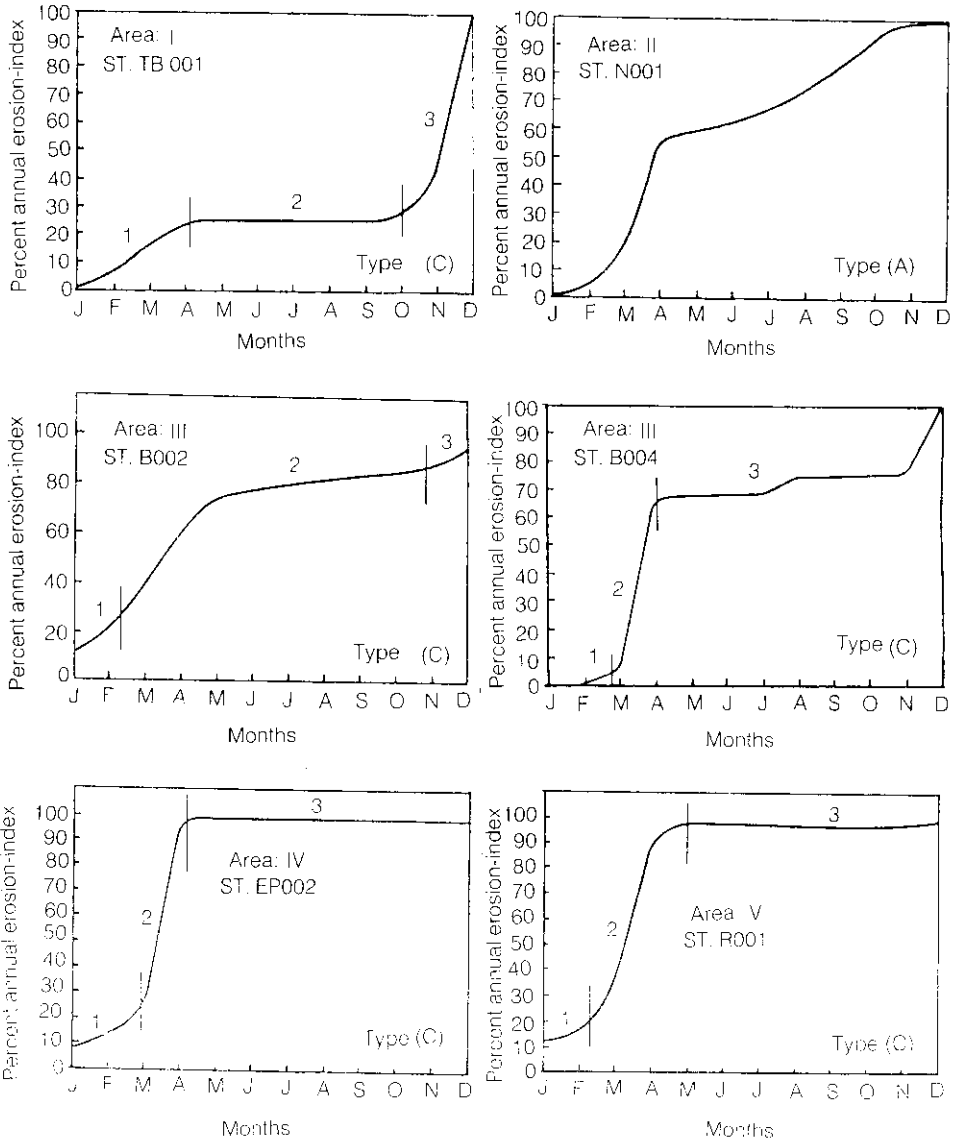 Percent annual erosion-index
100
90
80
70
60
50
40
30
20
10
0
Area: I
ST. TB 001
1
2
3
Type (C)
J F M A M J J A S O N D
Months
Percent annual erosion-index
100
90
80
70
60
50
40
30
20
10
0
Area: II
ST. N001
Type (A)
J F M A M J J A S O N D
Months
Percent annual erosion-index
100
80
60
40
20
0
Area: III
ST. B002
1
2
3
Type (C)
J F M A M J J A S O N D
Months
Percent annual erosion-index
100
90
80
70
60
50
40
30
20
10
0
Area: III
ST. B004
1
2
3
Type (C)
J F M A M J J A S O N D
Months
Percent annual erosion-index
100
90
80
70
60
50
40
30
20
10
0
Area: IV
ST. EP002
1
2
3
Type (C)
J F M A M J J A S O N D
Months
Percent annual erosion-index
100
90
80
70
60
50
40
30
20
10
0
Area V
ST. R001
1
2
3
Type (C)
J F M A M J J A S O N D
Months